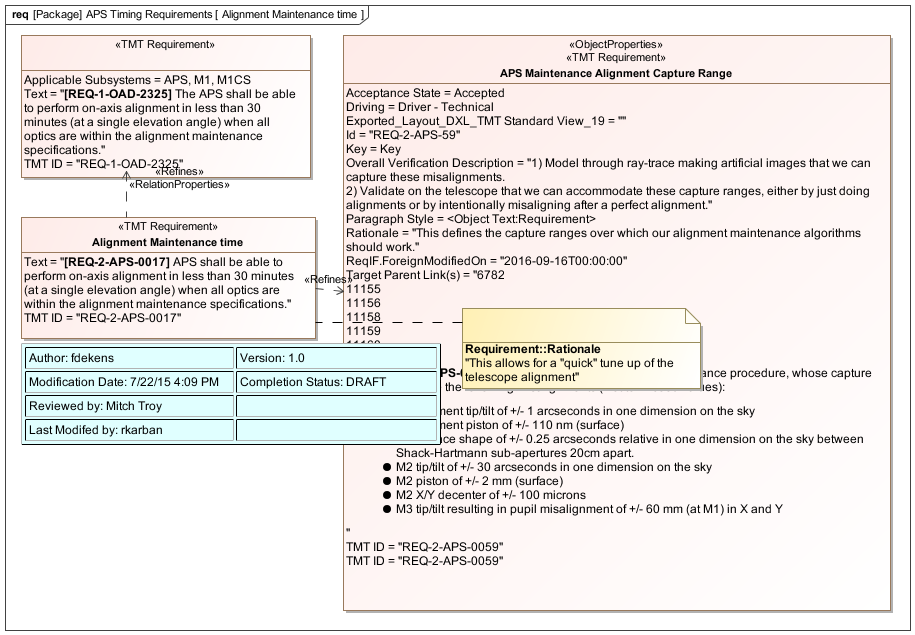 req [Package] APS Timing Requirements [ Alignment Maintenance time ]
«TMT Requirement»
Applicable Subsystems = APS, M1, M1CS
Text = "[REQ-1-OAD-2325] The APS shall be able
to perform on-axis alignment in less than 30
minutes (at a single elevation angle) when all
optics are within the alignment maintenance
specifications."
TMT ID = "REQ-1-OAD-2325"
«Refines»
«RelationProperties»
«TMT Requirement»
Alignment Maintenance time
Text = "[REQ-2-APS-0017] APS shall be able to
perform on-axis alignment in less than 30 minutes
(at a single elevation angle) when all optics are
within the alignment maintenance specifications."
TMT ID = "REQ-2-APS-0017"
«Refines»
Author: fdekens
Version: 1.0
Modification Date: 7/22/15 4:09 PM
Completion Status: DRAFT
Reviewed by: Mitch Troy
Last Modifed by: rkarban
«ObjectProperties»
«TMT Requirement»
APS Maintenance Alignment Capture Range
Acceptance State = Accepted
Driving = Driver - Technical
Exported_Layout_DXL_TMT Standard View_19 = ""
Id = "REQ-2-APS-59"
Key = Key
Overall Verification Description = "1) Model through ray-trace making artificial images that we can
capture these misalignments.
2) Validate on the telescope that we can accommodate these capture ranges, either by just doing
alignments or by intentionally misaligning after a perfect alignment."
Paragraph Style = <Object Text:Requirement>
Rationale = "This defines the capture ranges over which our alignment maintenance algorithms
should work."
ReqIF.ForeignModifiedOn = "2016-09-16T00:00:00"
Target Parent Link(s) = "6782
11155
11156
11158
11159
Requirement::Rationale
"This allows for a "quick" tune up of the
telescope alignment"
procedure, whose capture
the
):
tip/tilt of +/- 1 arcseconds in one dimension on the sky
piston of +/- 110 nm (surface)
shape of +/- 0.25 arcseconds relative in one dimension on the sky between
Shack-Hartmann sub-apertures 20cm apart.
● M2 tip/tilt of +/- 30 arcseconds in one dimension on the sky
● M2 piston of +/- 2 mm (surface)
● M2 X/Y decenter of +/- 100 microns
● M3 tip/tilt resulting in pupil misalignment of +/- 60 mm (at M1) in X and Y
"
TMT ID = "REQ-2-APS-0059"
TMT ID = "REQ-2-APS-0059"